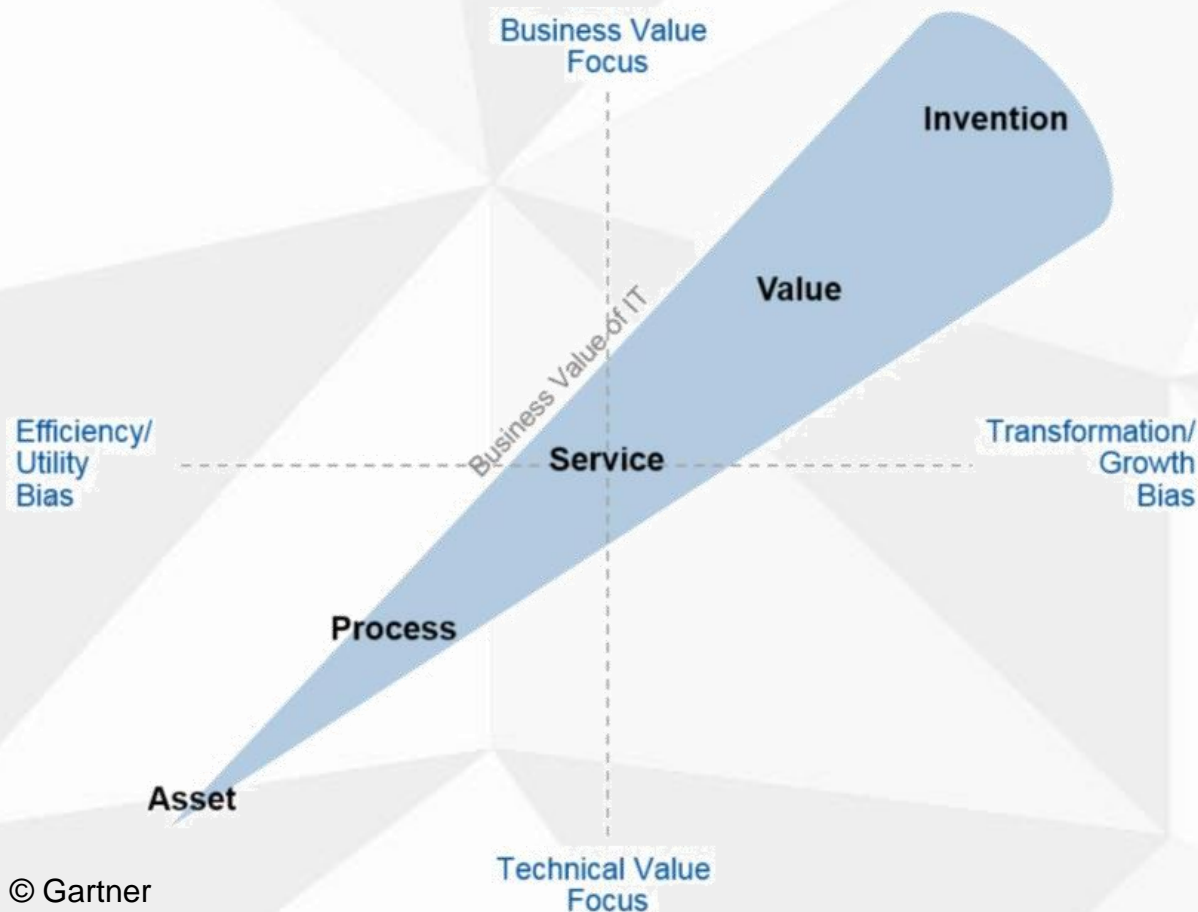 Business Value
Focus
Invention
Value
Business Value of IT
Efficiency/
Utility
Bias
Service
Transformation/
Growth
Bias
Process
Asset
Technical Value
Focus
© Gartner